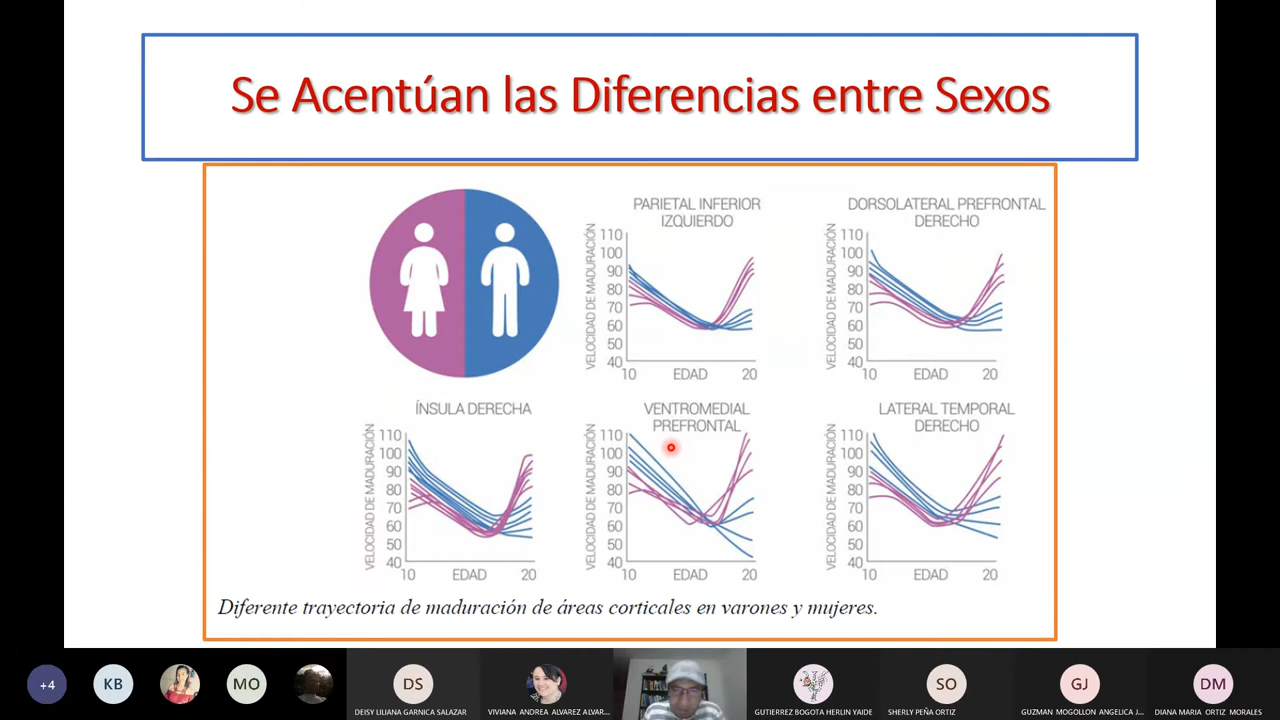 Se Acentúan las Diferencias entre Sexos
PARIETAL INFERIOR
IZQUIERDO
VELOCIDAD DE MADURACIÓN
110
100
90
80
70
60
50
40
10
EDAD
20
DORSOLATERAL PREFRONTAL
DERECHO
VELOCIDAD DE MADURACIÓN
110
100
90
80
70
60
50
40
10
EDAD
20
ÍNSULA DERECHA
VELOCIDAD DE MADURACIÓN
110
100
90
80
70
60
50
40
10
EDAD
20
VENTROMEDIAL
PREFRONTAL
VELOCIDAD DE MADURACIÓN
110
100
90
80
70
60
50
40
10
EDAD
20
LATERAL TEMPORAL
DERECHO
VELOCIDAD DE MADURACIÓN
110
100
90
80
70
60
50
40
10
EDAD
20
Diferente trayectoria de maduración de áreas corticales en varones y mujeres.
+4
KB
MO
DS
SO
GJ
DM
DEISY LILIANA GARNICA SALAZAR
VIVIANA ANDREA ALVAREZ ALVAR...
GUTIERREZ BOGOTA HERLIN YAIDE
SHERLY PEÑA ORTIZ
GUZMAN MOGOLLON ANGELICA J...
DIANA MARIA ORTIZ MORALES